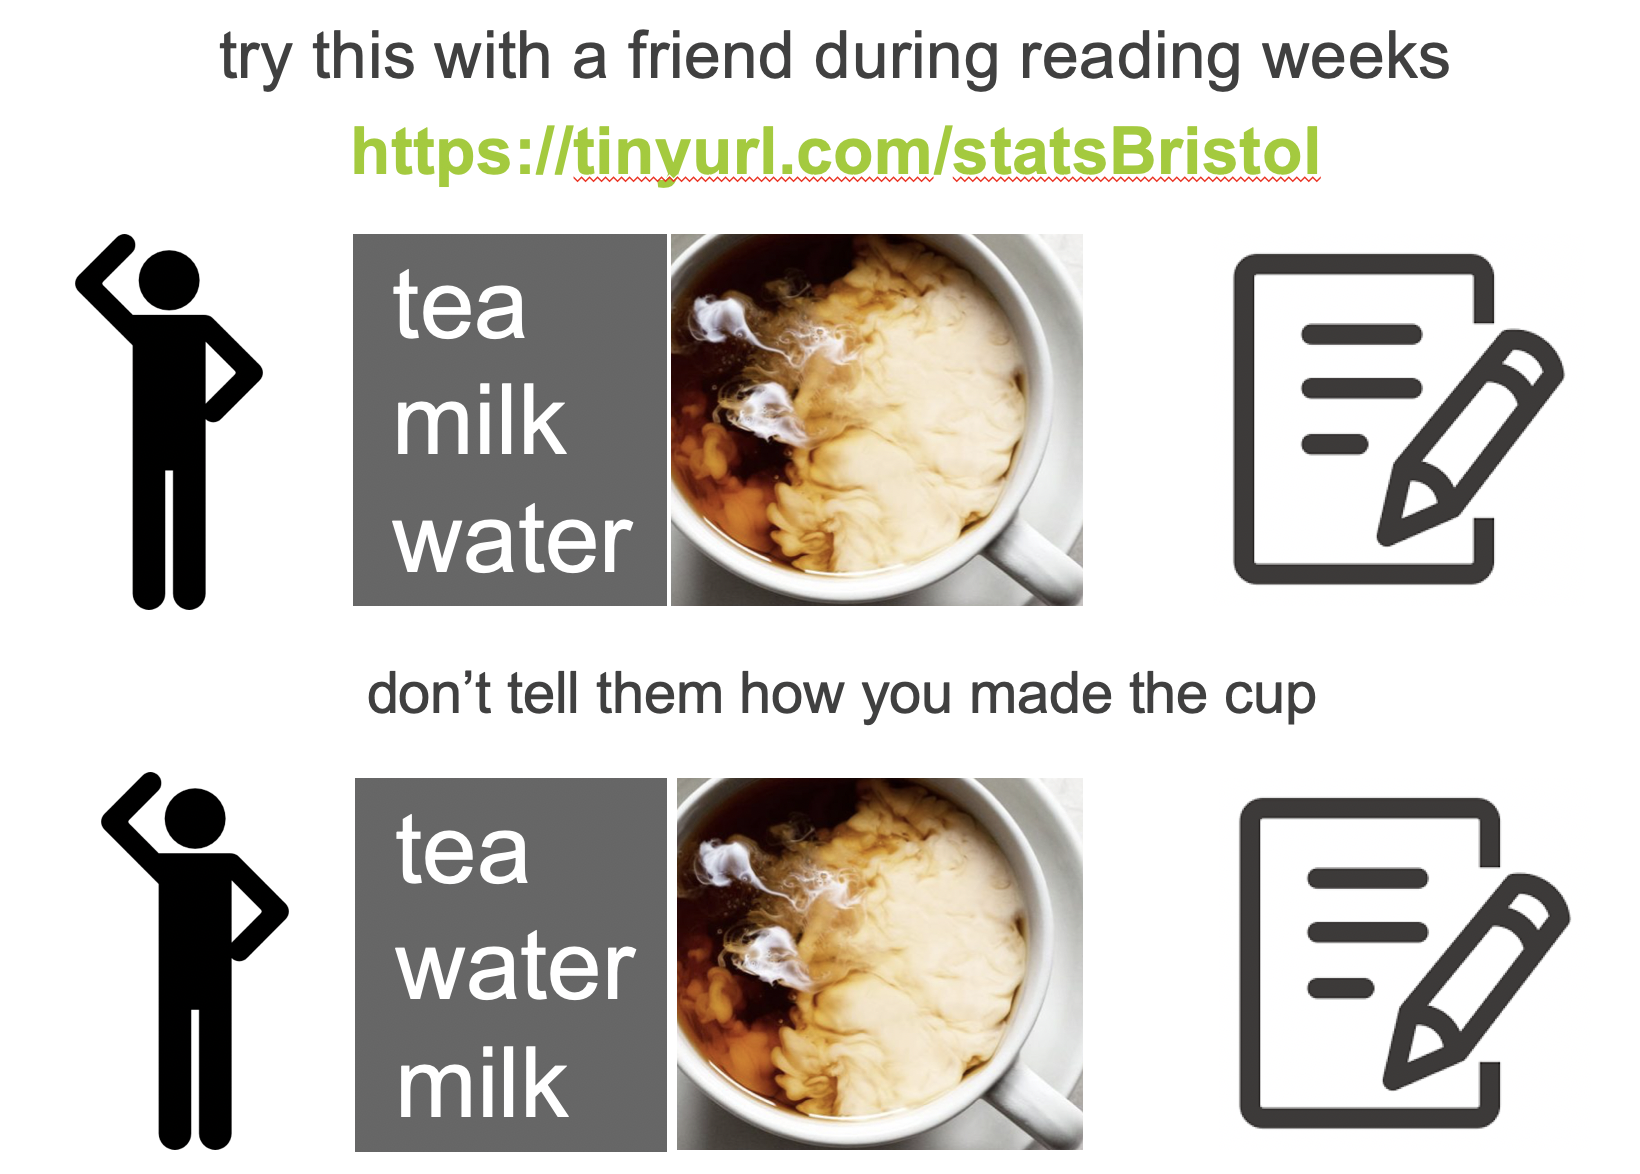 try this with a friend during reading weeks
https://tinyurl.com/statsBristol
tea
milk
water
don’t tell them how you made the cup
tea
water
milk